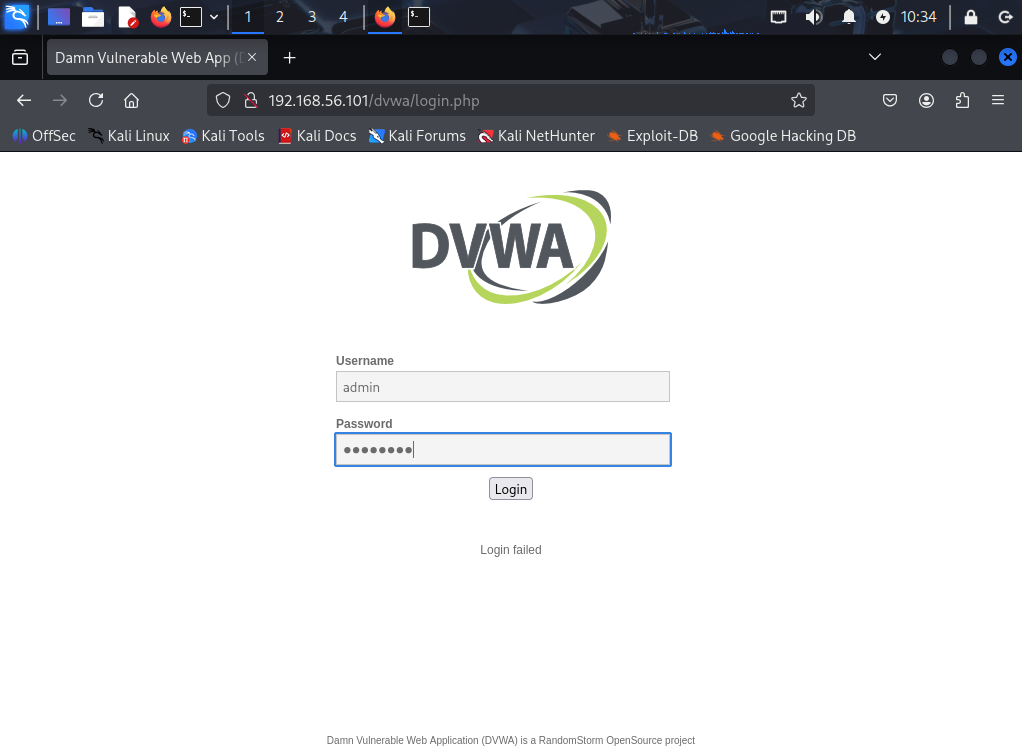 1 2 3 4 10:34
Damn Vulnerable Web App (D
192.168.56.101/dvwa/login.php
OffSec Kali Linux Kali Tools Kali Docs Kali Forums Kali NetHunter Exploit-DB Google Hacking DB
DVWA
Username
admin
Password
••••••••
Login
Login failed
Damn Vulnerable Web Application (DVWA) is a RandomStorm OpenSource project